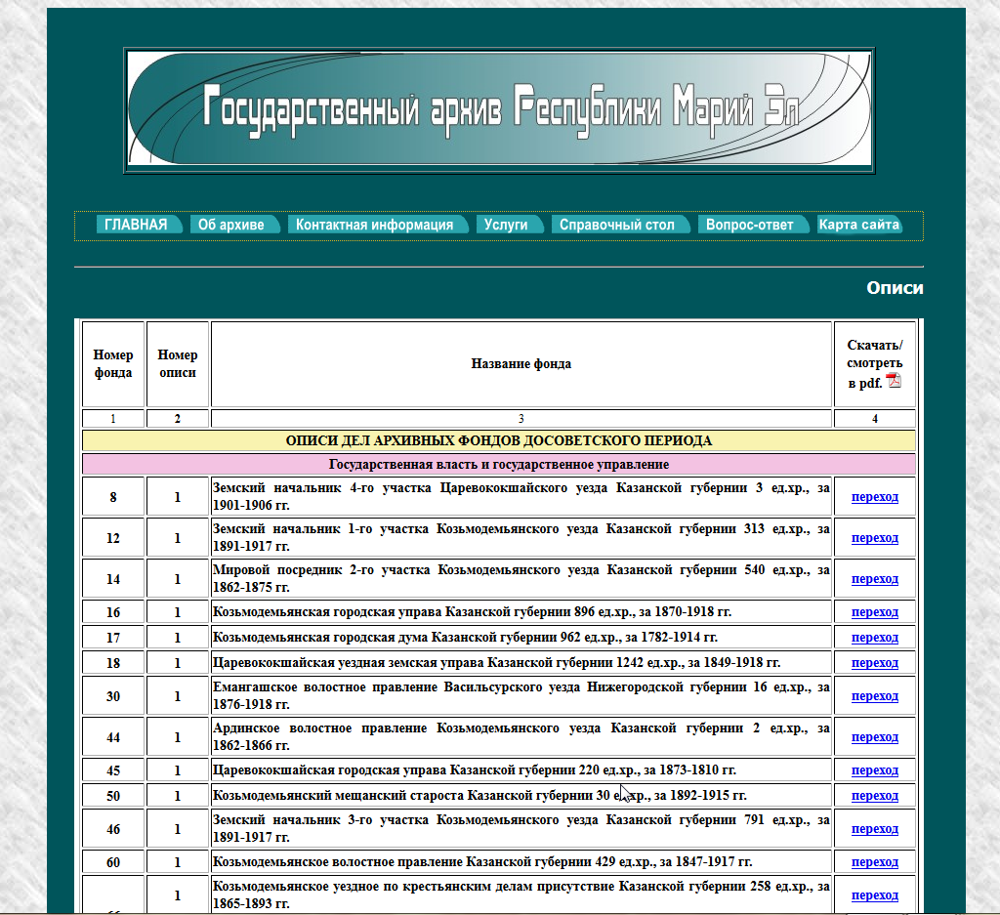 Государственный архив Республики Марий Эл
ГЛАВНАЯ Об архиве Контактная информация Услуги Справочный стол Вопрос-ответ Карта сайта
Описи
Номер фонда
Номер описи
Название фонда
Скачать/ смотреть в pdf.
1 2 3 4
ОПИСИ ДЕЛ АРХИВНЫХ ФОНДОВ ДОСОВЕТСКОГО ПЕРИОДА
Государственная власть и государственное управление
8 1 Земский начальник 4-го участка Царевококшайского уезда Казанской губернии 3 ед.хр., за
1901-1906 гг. переход
12 1 Земский начальник 1-го участка Козьмодемьянского уезда Казанской губернии 313 ед.хр., за
1891-1917 гг. переход
14 1 Мировой посредник 2-го участка Козьмодемьянского уезда Казанской губернии 540 ед.хр., за
1862-1875 гг. переход
16 1 Козьмодемьянская городская управа Казанской губернии 896 ед.хр., за 1870-1918 гг. переход
17 1 Козьмодемьянская городская дума Казанской губернии 962 ед.хр., за 1782-1914 гг. переход
18 1 Царевококшайская уездная земская управа Казанской губернии 1242 ед.хр., за 1849-1918 гг. переход
30 1 Емангашское волостное правление Васильсурского уезда Нижегородской губернии 16 ед.хр., за
1876-1918 гг. переход
44 1 Ардинское волостное правление Козьмодемьянского уезда Казанской губернии 2 ед.хр., за
1862-1866 гг. переход
45 1 Царевококшайская городская управа Казанской губернии 220 ед.хр., за 1873-1810 гг. переход
50 1 Козьмодемьянский мещанский староста Казанской губернии 30 ед.хр., за 1892-1915 гг. переход
46 1 Земский начальник 3-го участка Козьмодемьянского уезда Казанской губернии 791 ед.хр., за
1891-1917 гг. переход
60 1 Козьмодемьянское волостное правление Казанской губернии 429 ед.хр., за 1847-1917 гг. переход
1 Козьмодемьянское уездное по крестьянским делам присутствие Казанской губернии 258 ед.хр., за
1865-1893 гг. переход